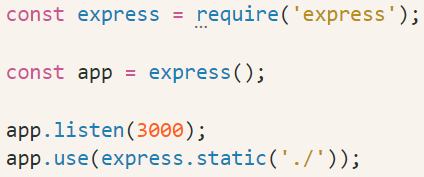 const express = require('express');
const app = express();
app.listen(3000);
app.use(express.static('./'));